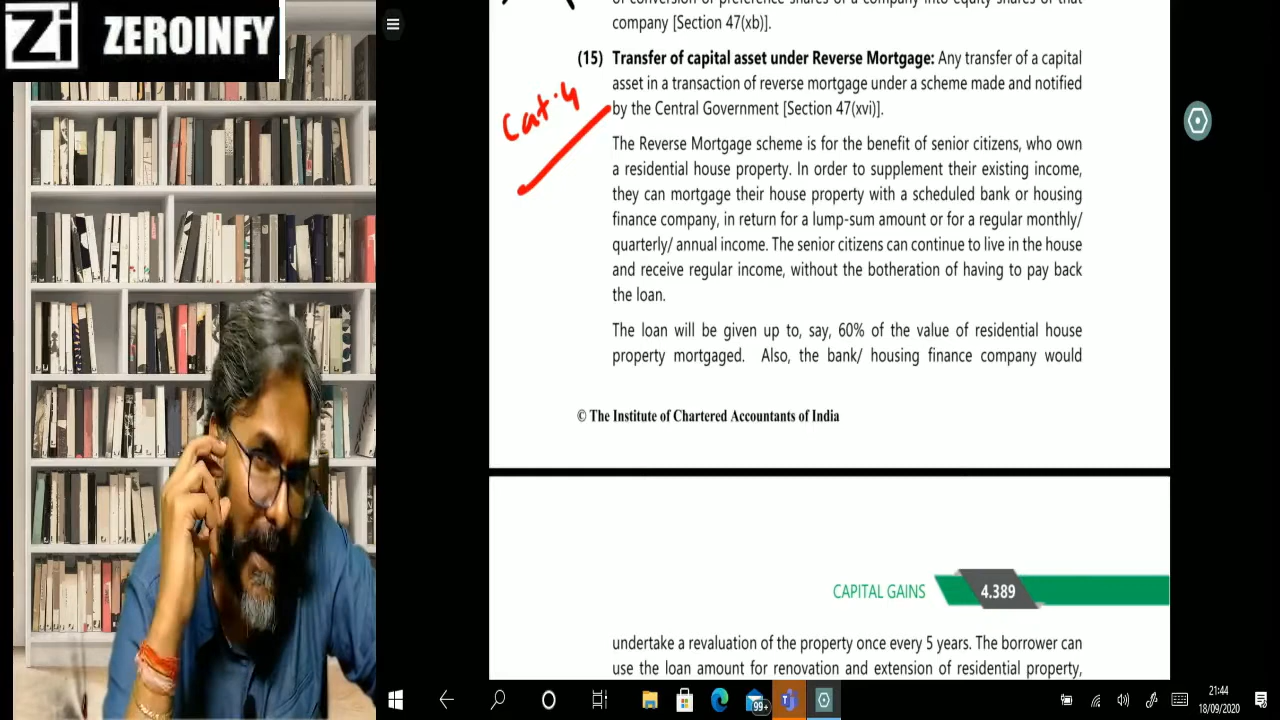 Zi ZEROINFY
of conversion of preference shares of a company into equity shares of that
company [Section 47(xb)].
(15) Transfer of capital asset under Reverse Mortgage: Any transfer of a capital
asset in a transaction of reverse mortgage under a scheme made and notified
by the Central Government [Section 47(xvi)].
Cat.4
The Reverse Mortgage scheme is for the benefit of senior citizens, who own
a residential house property. In order to supplement their existing income,
they can mortgage their house property with a scheduled bank or housing
finance company, in return for a lump-sum amount or for a regular monthly/
quarterly/ annual income. The senior citizens can continue to live in the house
and receive regular income, without the botheration of having to pay back
the loan.
The loan will be given up to, say, 60% of the value of residential house
property mortgaged. Also, the bank/ housing finance company would
© The Institute of Chartered Accountants of India
CAPITAL GAINS 4.389
undertake a revaluation of the property once every 5 years. The borrower can
use the loan amount for renovation and extension of residential property,
99+
21:44
18/09/2020